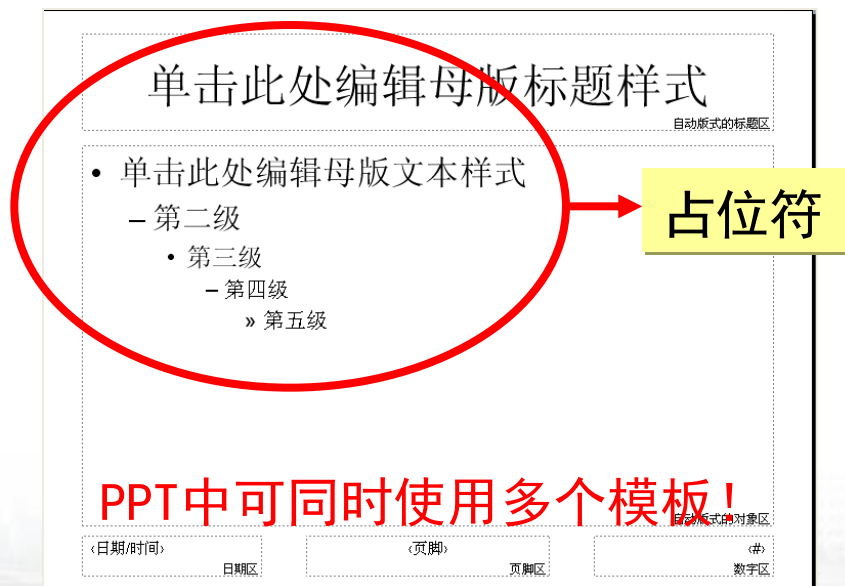 单击此处编辑母版标题样式
自动版式的标题区
• 单击此处编辑母版文本样式
– 第二级
• 第三级
– 第四级
» 第五级
占位符
PPT中可同时使用多个模板！
自动版式的对象区
‹日期/时间›
日期区
‹页脚›
页脚区
‹#›
数字区